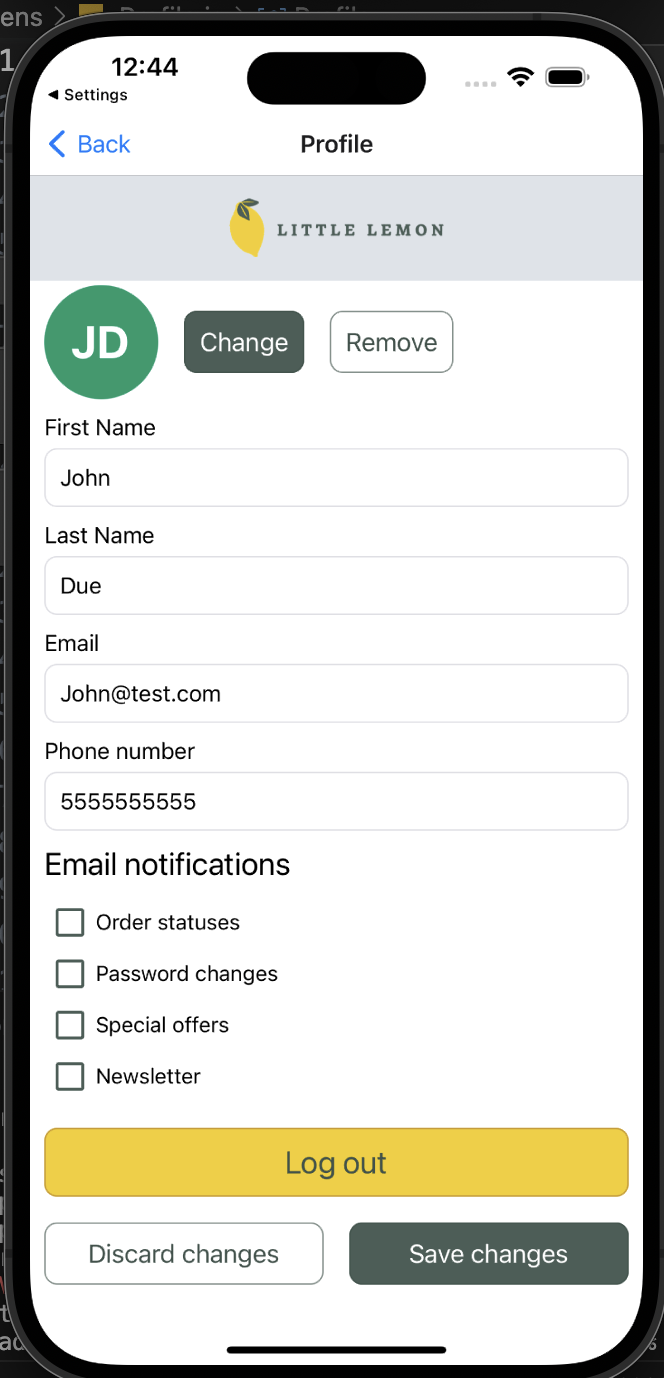 ens
12:44
Settings
Back
Profile
LITTLE LEMON
JD
Change
Remove
First Name
John
Last Name
Due
Email
John@test.com
Phone number
5555555555
Email notifications
Order statuses
Password changes
Special offers
Newsletter
Log out
Discard changes
Save changes